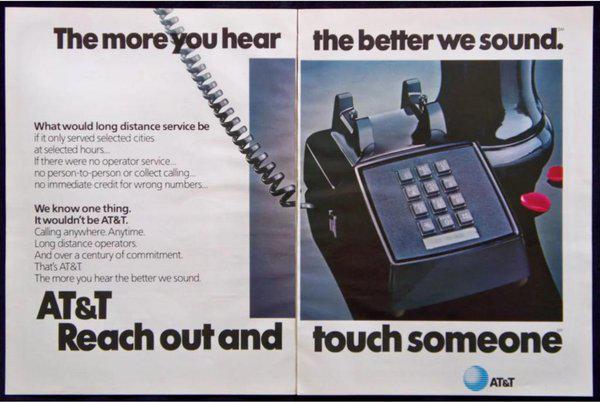 The more you hear the better we sound.
What would long distance service be
if it only served selected cities
at selected hours...
If there were no operator service...
no person-to-person or collect calling...
no immediate credit for wrong numbers...
We know one thing.
It wouldn't be AT&T.
Calling anywhere. Anytime.
Long distance operators.
And over a century of commitment.
That's AT&T
The more you hear the better we sound.
AT&T
Reach out and touch someone
AT&T